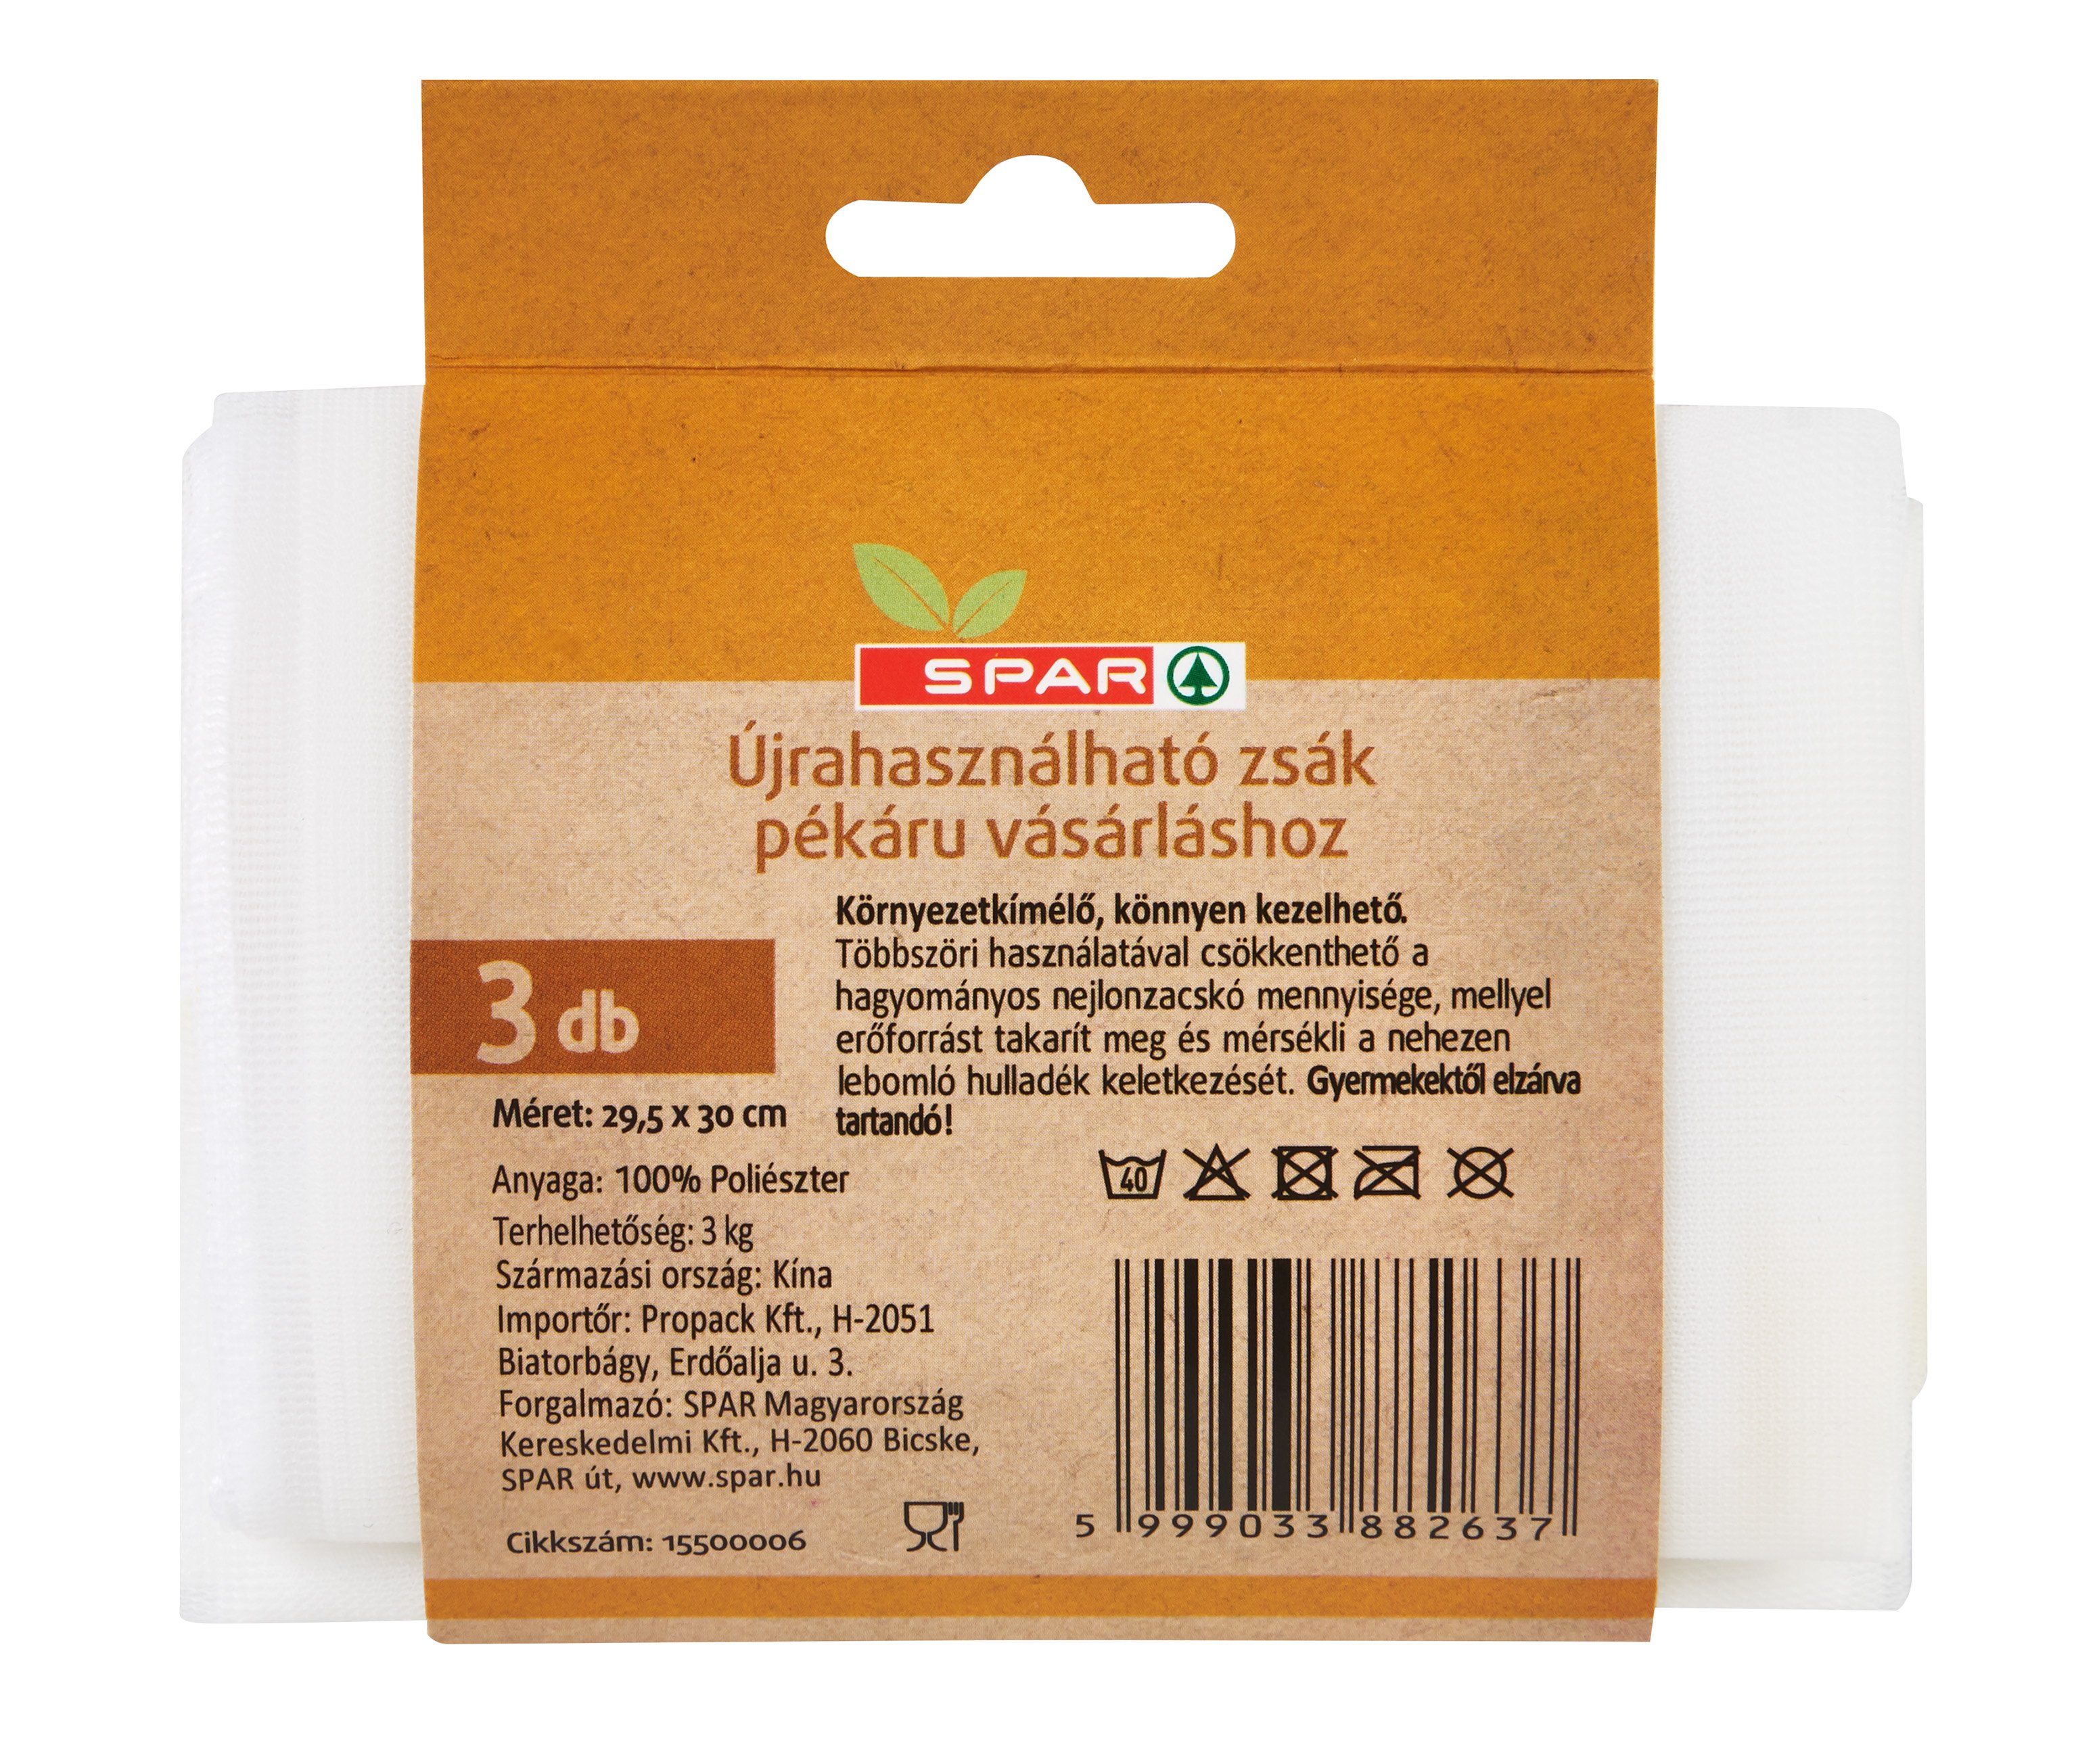 SPAR
Újrahasználható zsák
pékáru vásárláshoz
Környezetkímélő, könnyen kezelhető.
Többszöri használatával csökkenthető a
hagyományos nejlonzacskó mennyisége, mellyel
erőforrást takarít meg és mérsékli a nehezen
lebomló hulladék keletkezését. Gyermekektől elzárva
tartandó!
3 db
Méret: 29,5 x 30 cm
Anyaga: 100% Poliészter
Terhelhetőség: 3 kg
Származási ország: Kína
Importőr: Propack Kft., H-2051
Biatorbágy, Erdőalja u. 3.
Forgalmazó: SPAR Magyarország
Kereskedelmi Kft., H-2060 Bicske,
SPAR út, www.spar.hu
Cikkszám: 15500006
40
5 999033 882637